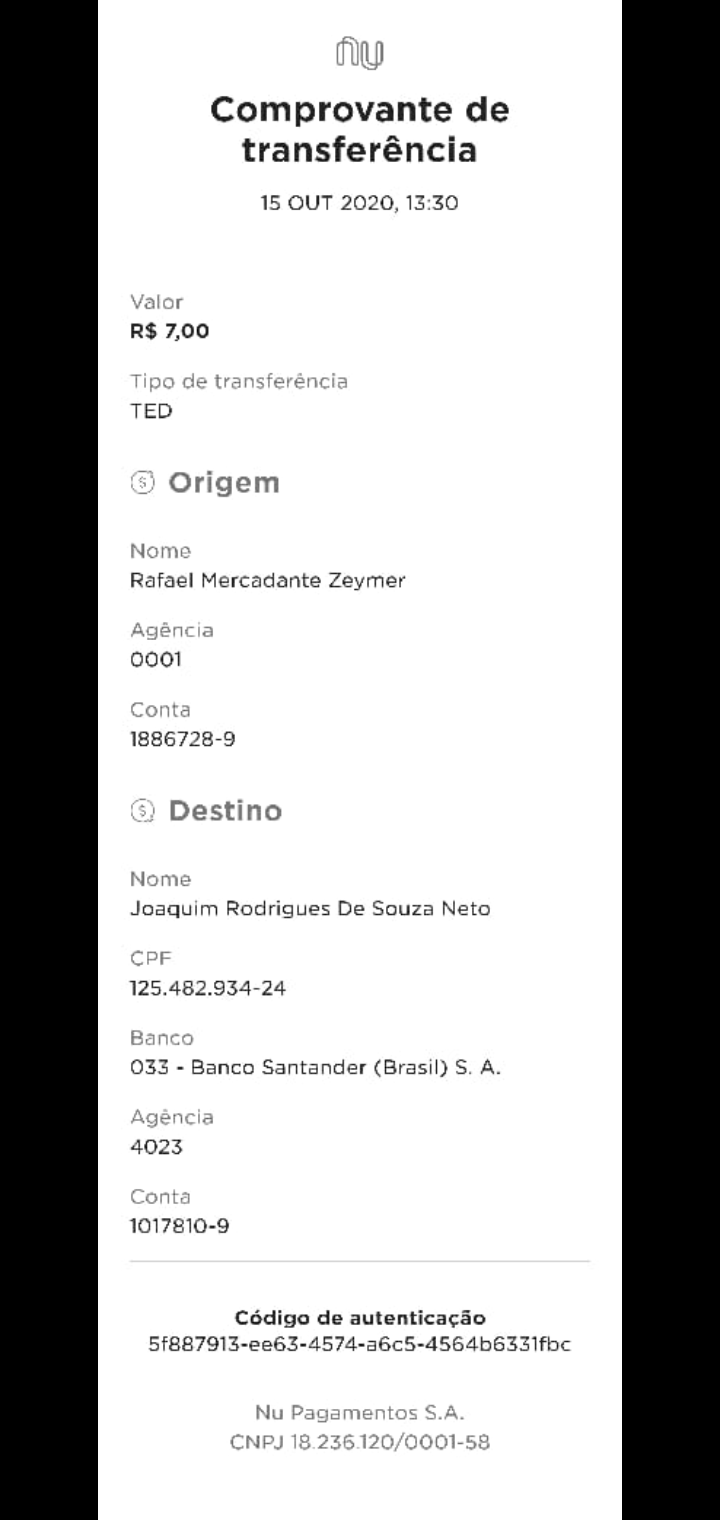 nu
Comprovante de
transferência
15 OUT 2020, 13:30
Valor
R$ 7,00
Tipo de transferência
TED
Origem
Nome
Rafael Mercadante Zeymer
Agência
0001
Conta
1886728-9
Destino
Nome
Joaquim Rodrigues De Souza Neto
CPF
125.482.934-24
Banco
033 - Banco Santander (Brasil) S. A.
Agência
4023
Conta
1017810-9
Código de autenticação
5f887913-ee63-4574-a6c5-4564b6331fbc
Nu Pagamentos S.A.
CNPJ 18.236.120/0001-58